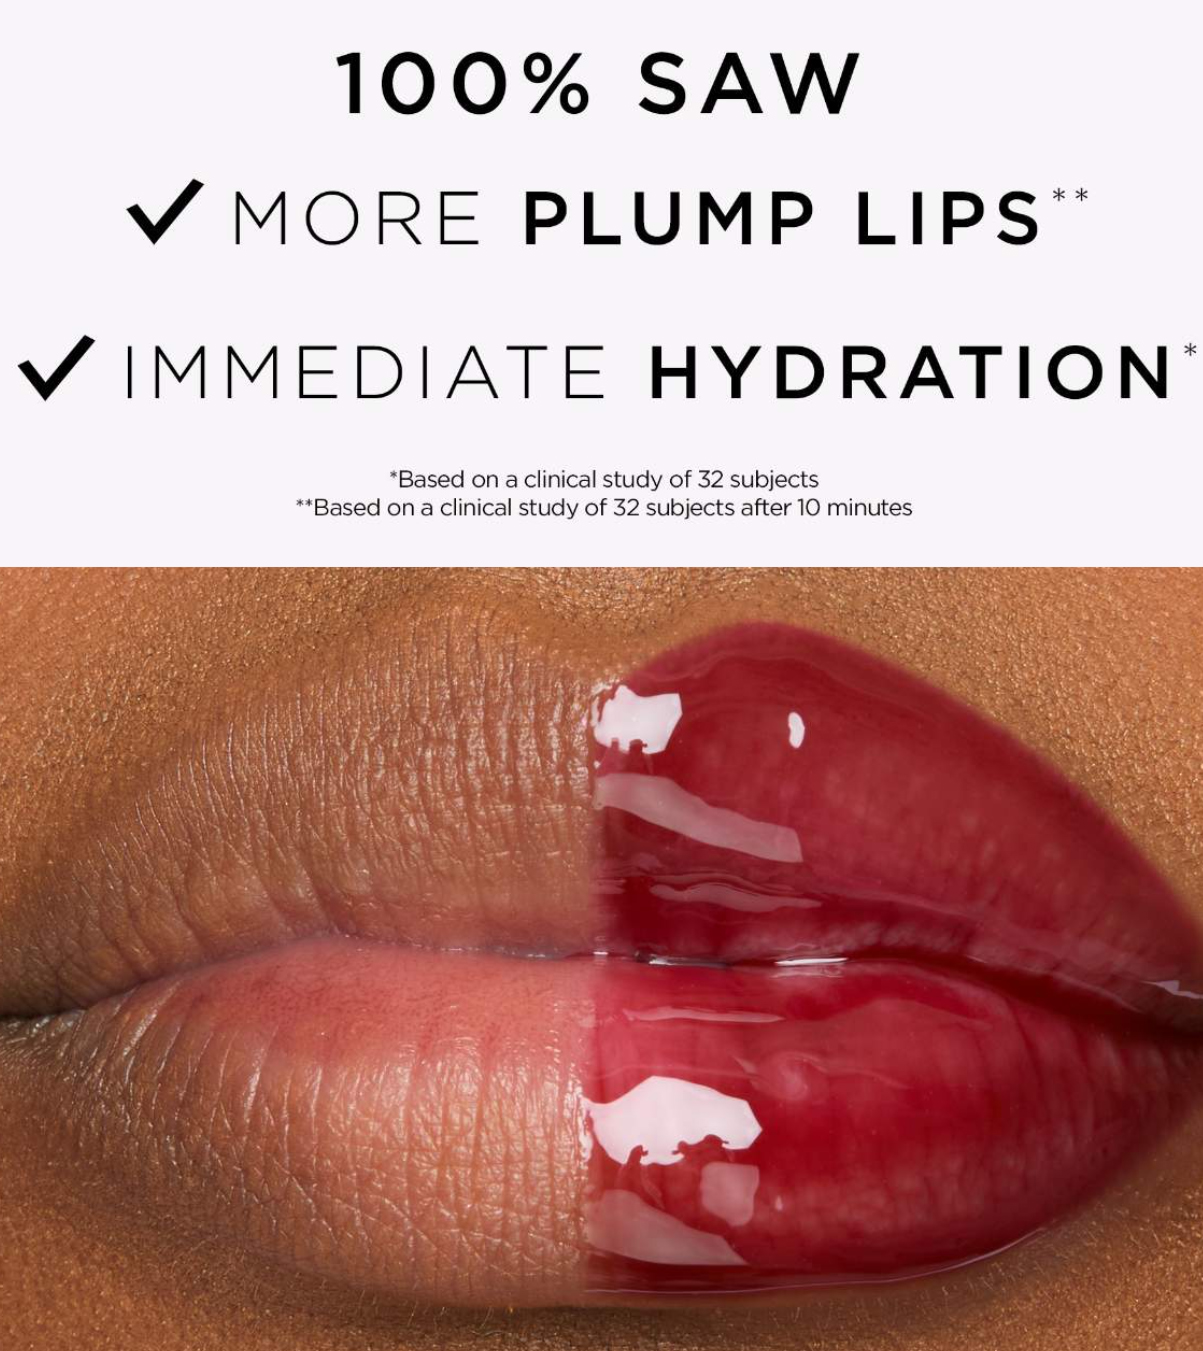 100% SAW
✓ MORE PLUMP LIPS**
✓ IMMEDIATE HYDRATION*
*Based on a clinical study of 32 subjects
**Based on a clinical study of 32 subjects after 10 minutes